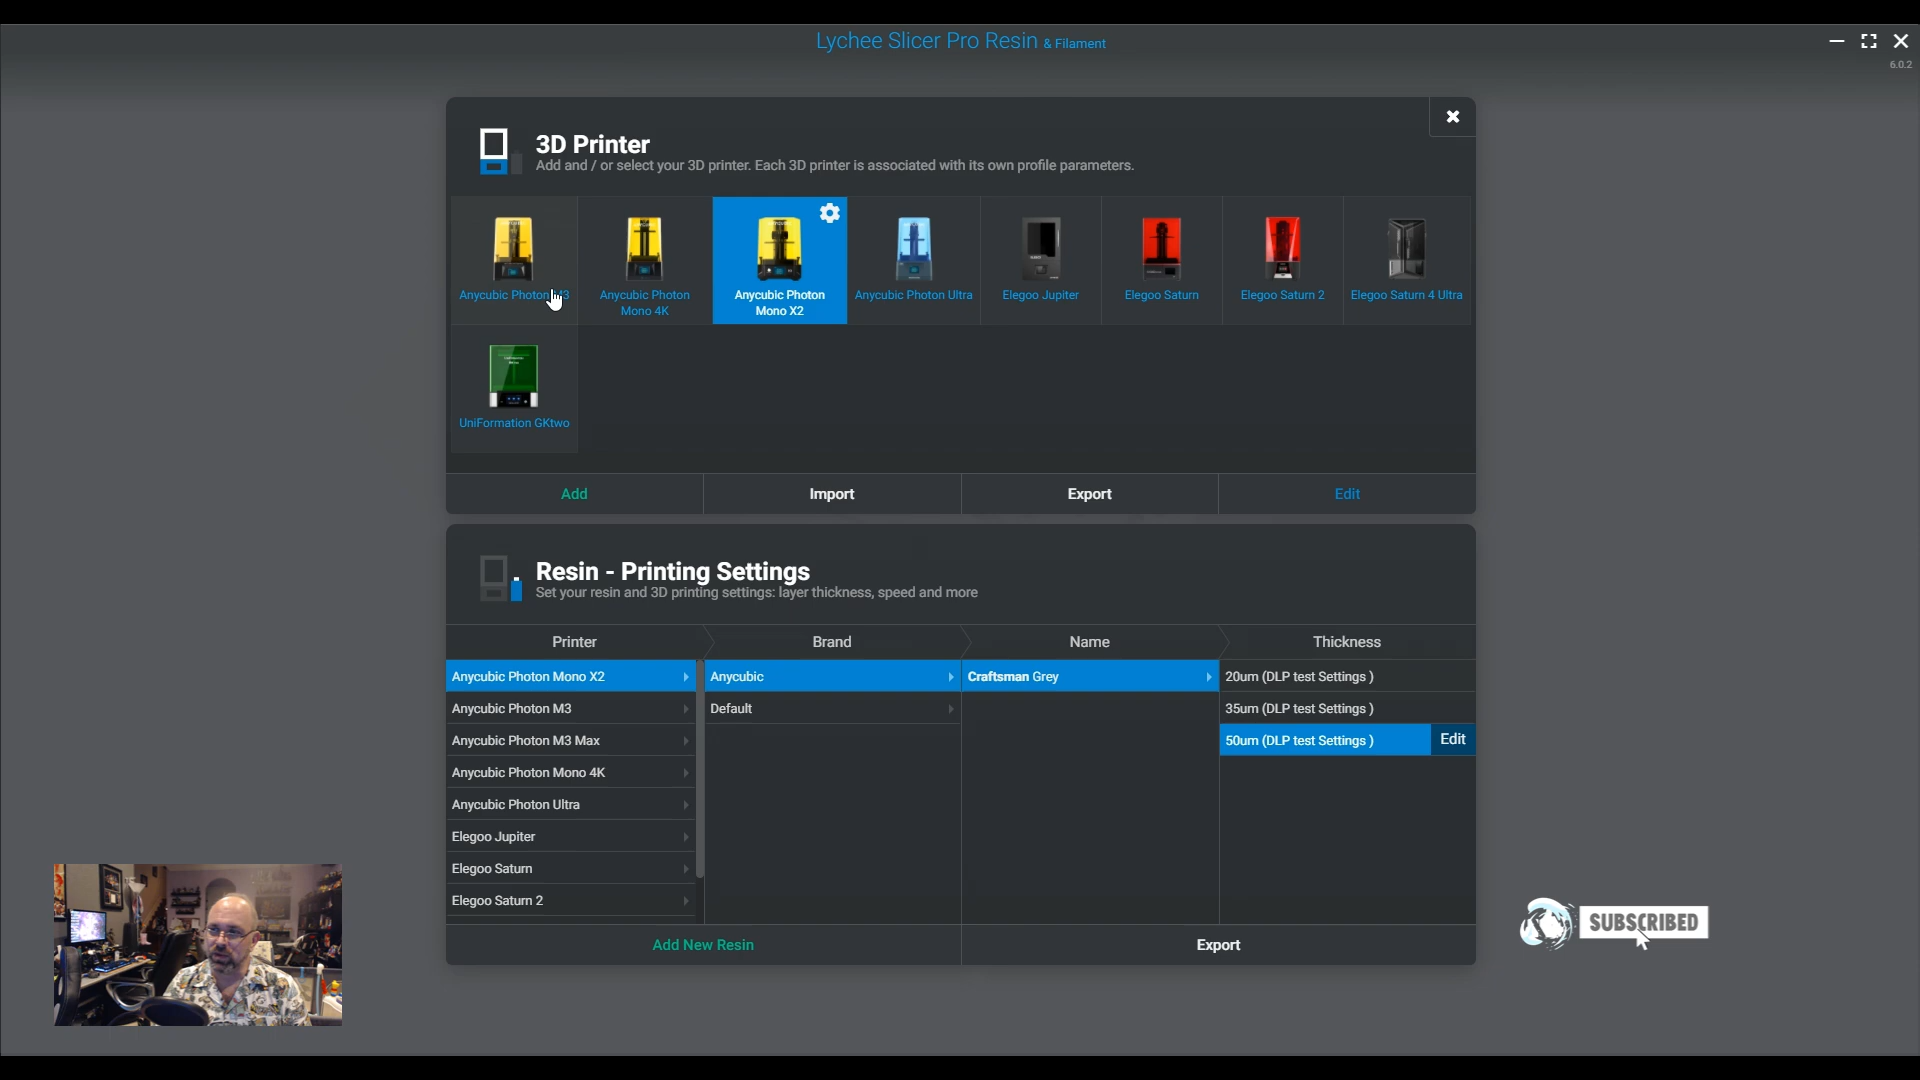 Lychee Slicer Pro Resin & Filament
6.0.2
3D Printer
Add and / or select your 3D printer. Each 3D printer is associated with its own profile parameters.
Anycubic Photon M3
Anycubic Photon
Mono 4K
Anycubic Photon
Mono X2
Anycubic Photon Ultra
Elegoo Jupiter
Elegoo Saturn
Elegoo Saturn 2
Elegoo Saturn 4 Ultra
UniFormation GKtwo
Add
Import
Export
Edit
Resin - Printing Settings
Set your resin and 3D printing settings: layer thickness, speed and more
Printer
Brand
Name
Thickness
Anycubic Photon Mono X2
Anycubic
Craftsman Grey
20um (DLP test Settings )
Anycubic Photon M3
Default
35um (DLP test Settings )
Anycubic Photon M3 Max
50um (DLP test Settings )
Edit
Anycubic Photon Mono 4K
Anycubic Photon Ultra
Elegoo Jupiter
Elegoo Saturn
Elegoo Saturn 2
Add New Resin
Export
SUBSCRIBED